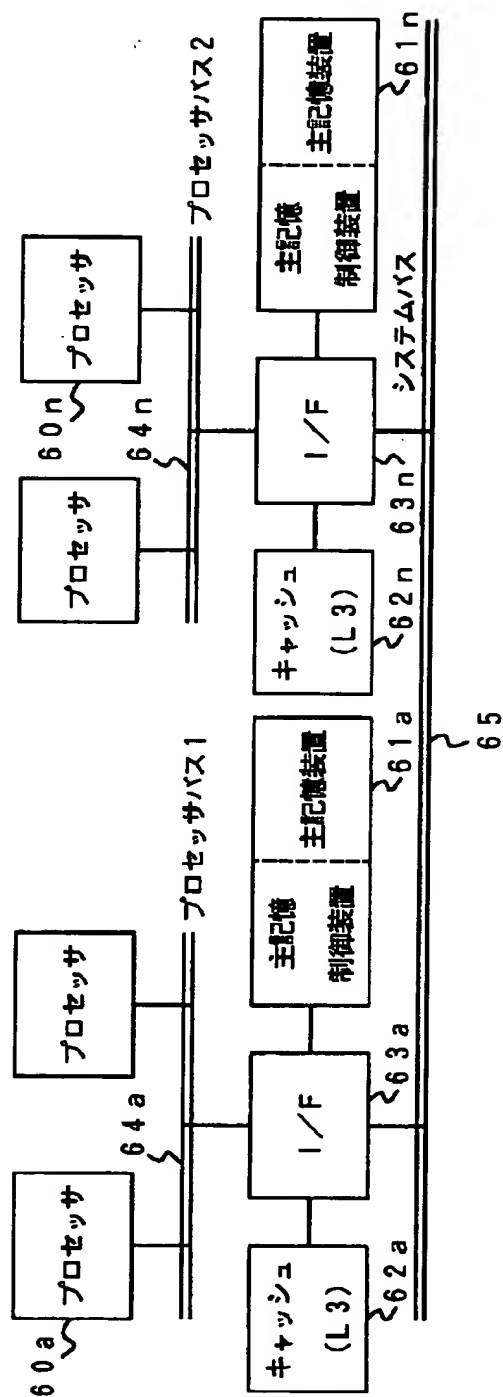 60a
プロセッサ
プロセッサ
64a
プロセッサバス1
キャッシュ
(L3)
62a
I/F
63a
主記憶
制御装置
主記憶装置
61a
60n
プロセッサ
プロセッサ
64n
プロセッサバス2
キャッシュ
(L3)
62n
I/F
63n
主記憶
制御装置
主記憶装置
61n
システムバス
65